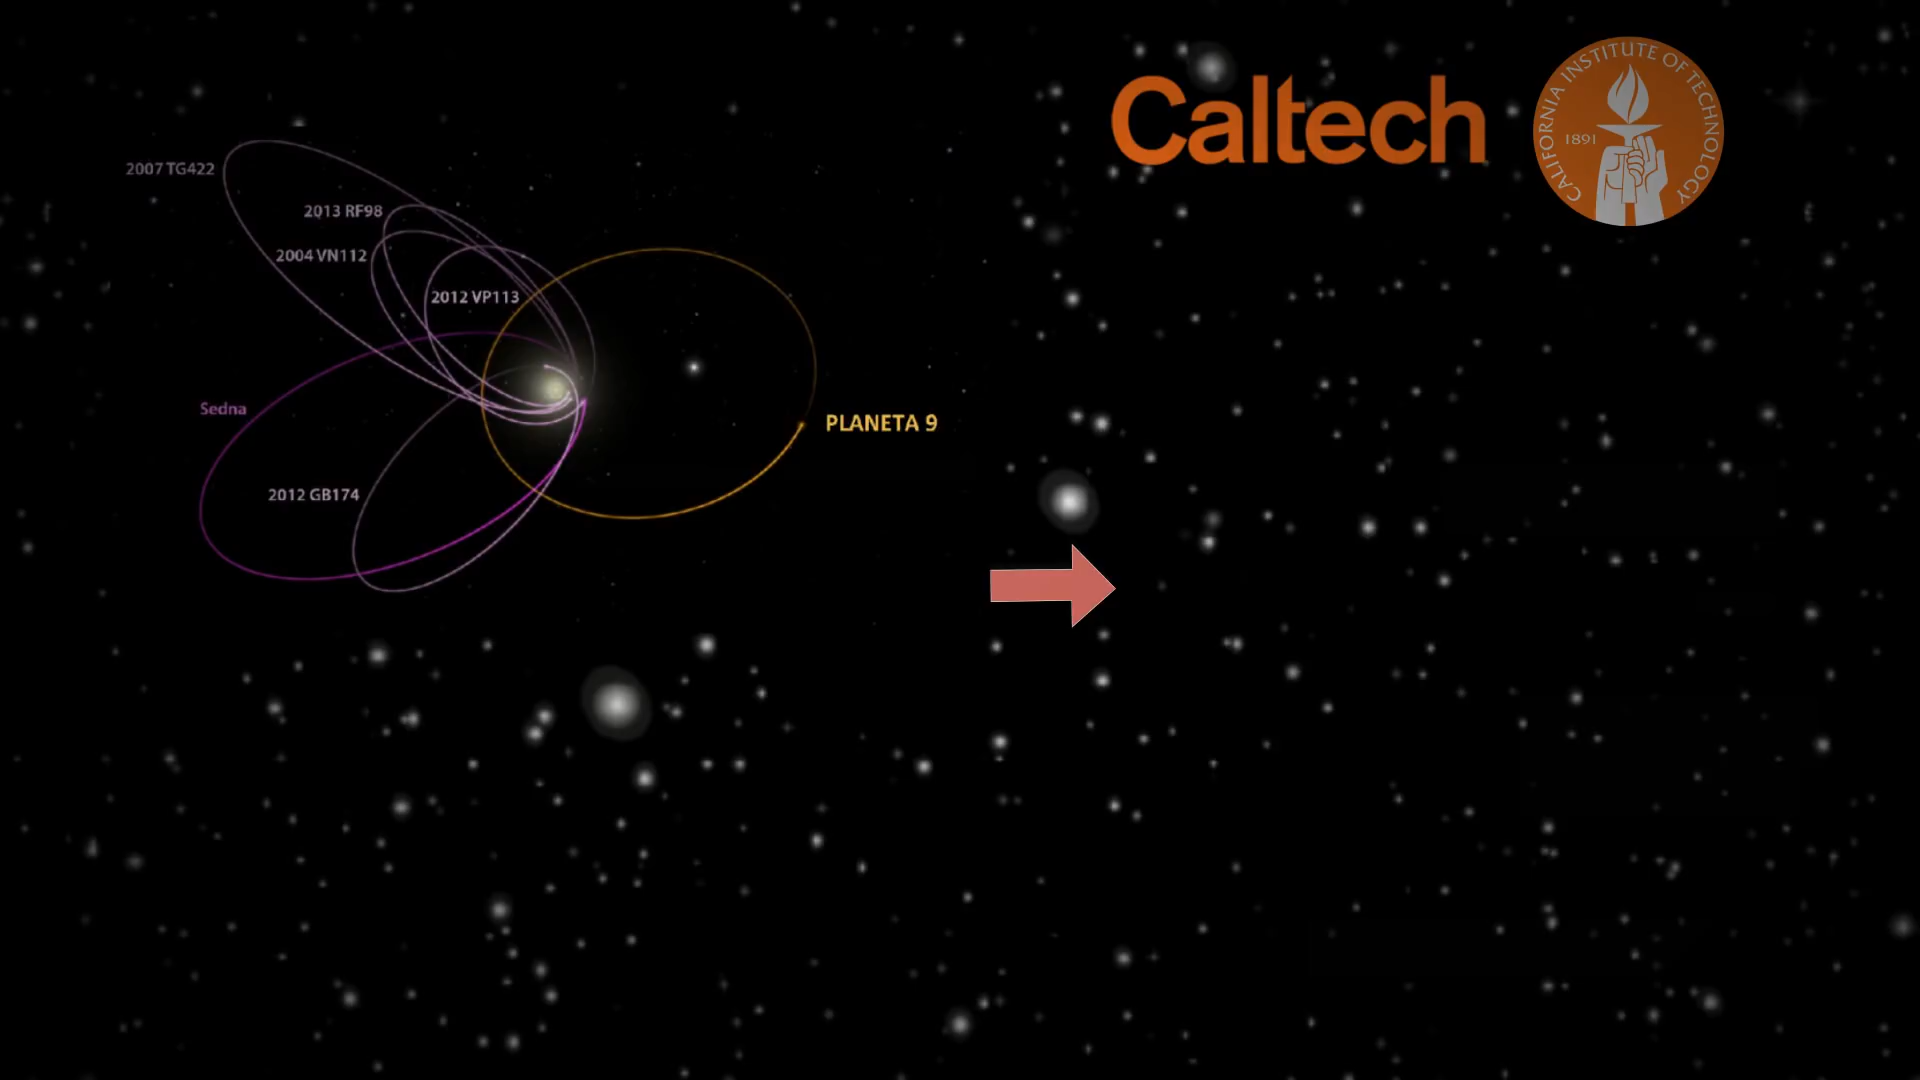 Caltech
CALIFORNIA INSTITUTE OF TECHNOLOGY
1891
2007 TG422
2013 RF98
2004 VN112
2012 VP113
Sedna
PLANETA 9
2012 GB174